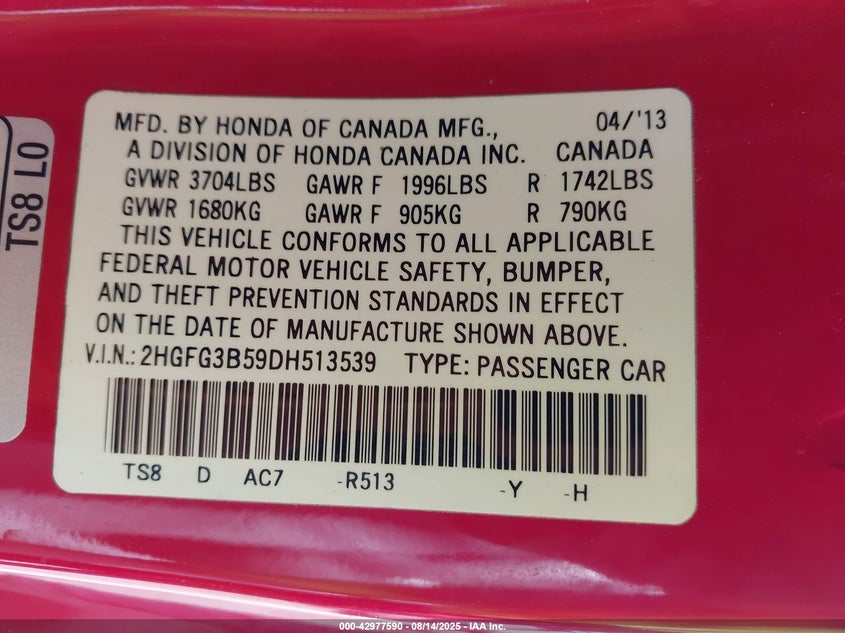 TS8 L0
MFD. BY HONDA OF CANADA MFG., 04/'13
A DIVISION OF HONDA CANADA INC. CANADA
GVWR 3704LBS GAWR F 1996LBS R 1742LBS
GVWR 1680KG GAWR F 905KG R 790KG
THIS VEHICLE CONFORMS TO ALL APPLICABLE
FEDERAL MOTOR VEHICLE SAFETY, BUMPER,
AND THEFT PREVENTION STANDARDS IN EFFECT
ON THE DATE OF MANUFACTURE SHOWN ABOVE.
V.I.N.: 2HGFG3B59DH513539 TYPE: PASSENGER CAR
TS8 D AC7 -R513 -Y -H
000-42977590 - 08/14/2025 - IAA Inc.